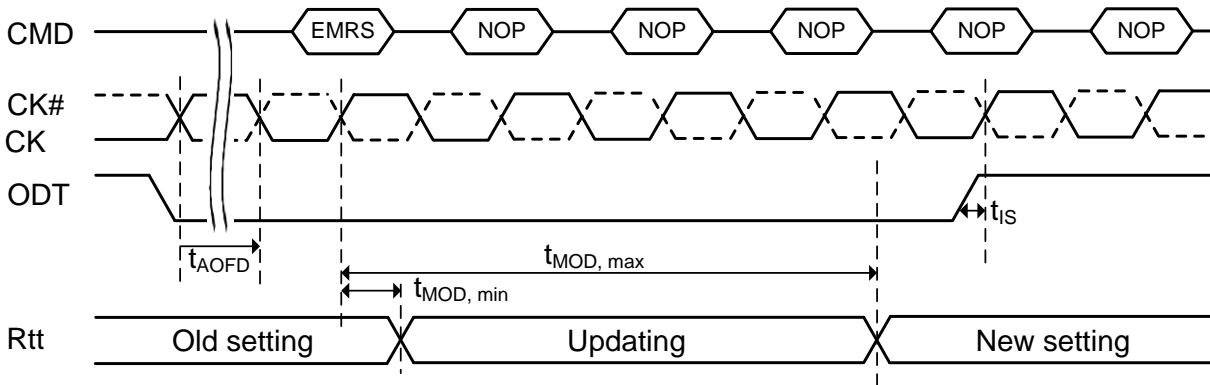 CMD EMRS NOP NOP NOP NOP NOP
CK#
CK
ODT
tIS
tAOFD
tMOD, max
tMOD, min
Rtt Old setting Updating New setting